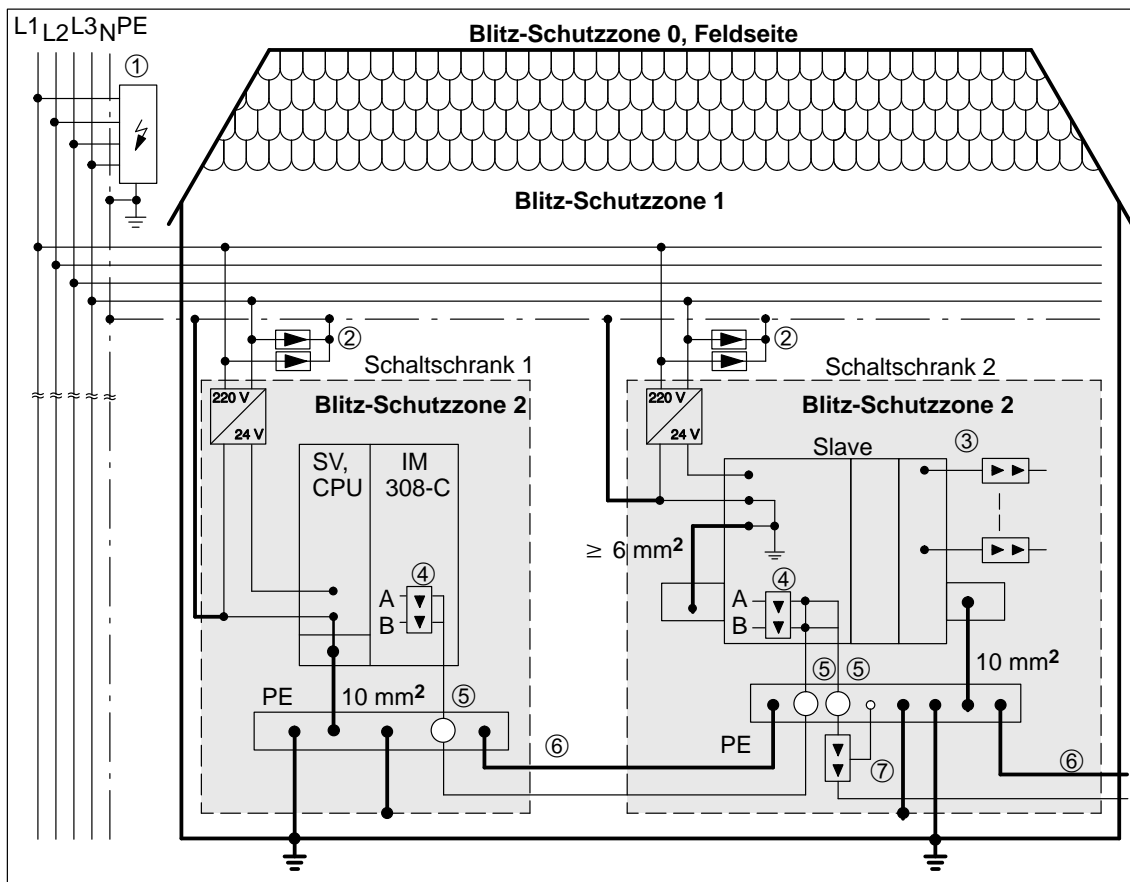 L1 L2 L3 N PE
Blitz-Schutzzone 0, Feldseite
①
Blitz-Schutzzone 1
②
②
Schaltschrank 1
Schaltschrank 2
220 V
24 V
Blitz-Schutzzone 2
220 V
24 V
Blitz-Schutzzone 2
SV,
CPU
IM
308-C
Slave
③
≥ 6 mm²
④
A
B
④
A
B
PE
10 mm²
⑤
⑤
⑤
10 mm²
PE
⑥
⑦
⑥